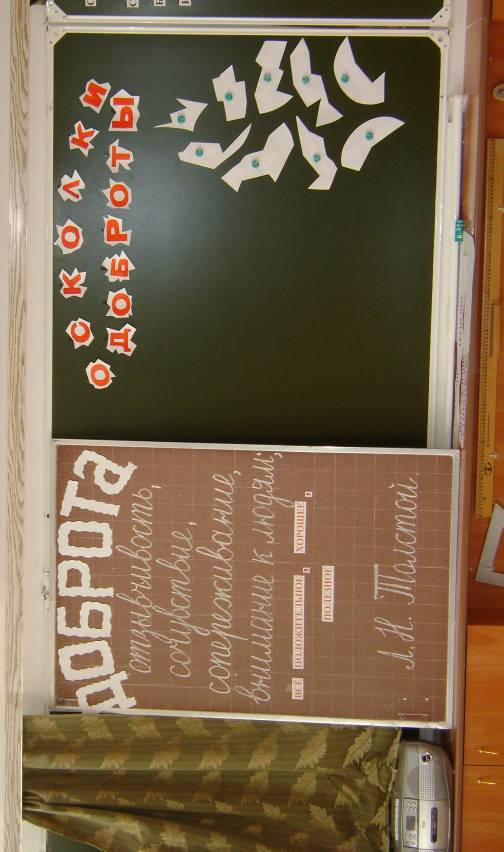 ДОБРОТА
отзывчивость,
сочувствие,
сопереживание,
внимание к людям;
ВСЁ ПОЛОЖИТЕЛЬНОЕ, ХОРОШЕЕ,
ПОЛЕЗНОЕ
Л.Н. Толстой.
ОСКОЛКИ
ДОБРОТЫ